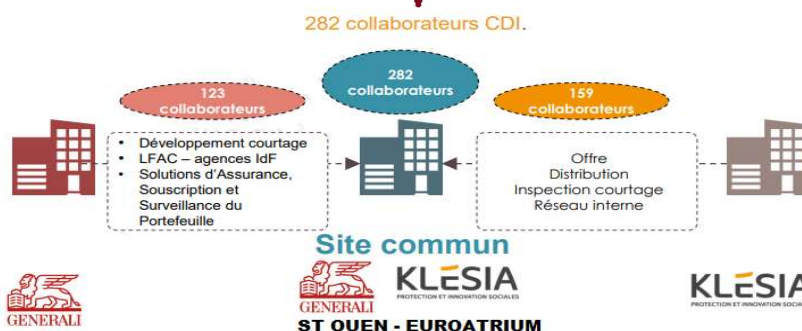 282 collaborateurs CDI.
123
collaborateurs
282
collaborateurs
159
collaborateurs
• Développement courtage
• LFAC – agences IdF
• Solutions d'Assurance,
Souscription et
Surveillance du
Portefeuille
Offre
Distribution
Inspection courtage
Réseau interne
Site commun
GENERALI
GENERALI
KLESIA
PROTECTION ET INNOVATION SOCIALES
KLESIA
PROTECTION ET INNOVATION SOCIAL
ST OUEN - EUROATRIUM